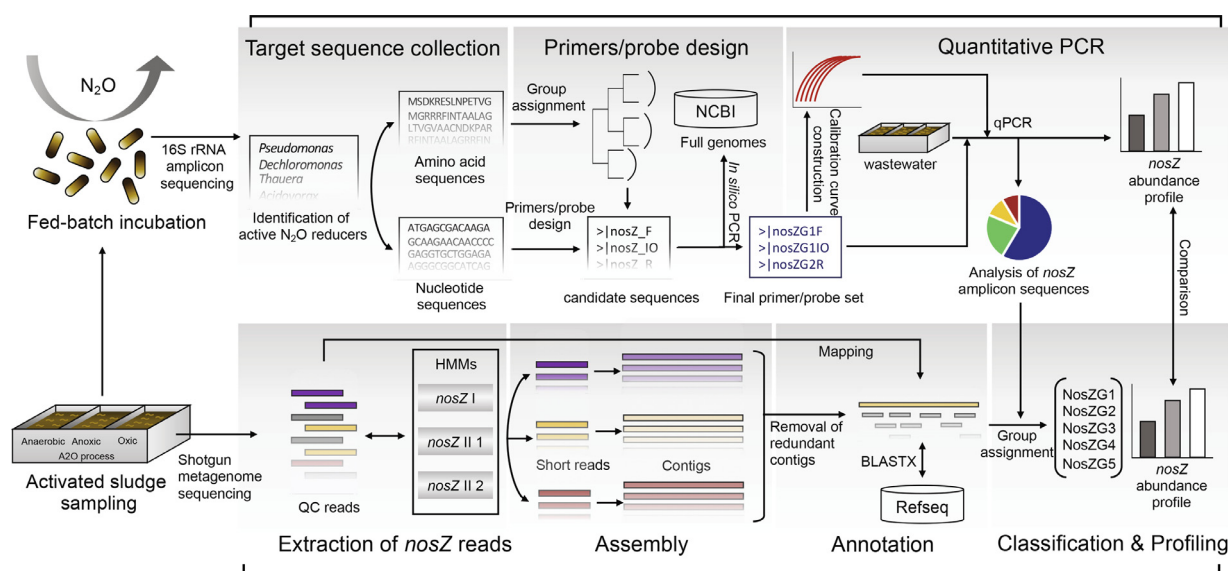 Target sequence collection
Primers/probe design
Quantitative PCR
N₂O
16S rRNA
amplicon
sequencing
Fed-batch incubation
Pseudomonas
Dechloromonas
Thauera
Acidovorax
Identification of
active N₂O reducers
MSDKRESLNPETVG
MGRRRFINTAALAG
LTVGVAACNDKPAR
Amino acid
sequences
ATGAGCGACAAGA
GCAAGAACAACCCC
GAGGTGCTGGAGA
AGGGCGGCATCAG
Nucleotide
sequences
Group
assignment
Primers/probe
design
>|nosZ_F
>|nosZ_IO
>|nosZ_R
candidate sequences
NCBI
Full genomes
In silico PCR
>|nosZG1F
>|nosZG1IO
>|nosZG2R
Final primer/probe set
Calibration curve
construction
wastewater
qPCR
nosZ
abundance
profile
Analysis of nosZ
amplicon sequences
Comparison
Anaerobic Anoxic Oxic
A2O process
Activated sludge
sampling
Shotgun
metagenome
sequencing
QC reads
HMMs
nosZ I
nosZ II 1
nosZ II 2
Short reads
Contigs
Mapping
Removal of
redundant
contigs
BLASTX
Refseq
Group
assignment
NosZG1
NosZG2
NosZG3
NosZG4
NosZG5
nosZ
abundance
profile
Extraction of nosZ reads
Assembly
Annotation
Classification & Profiling